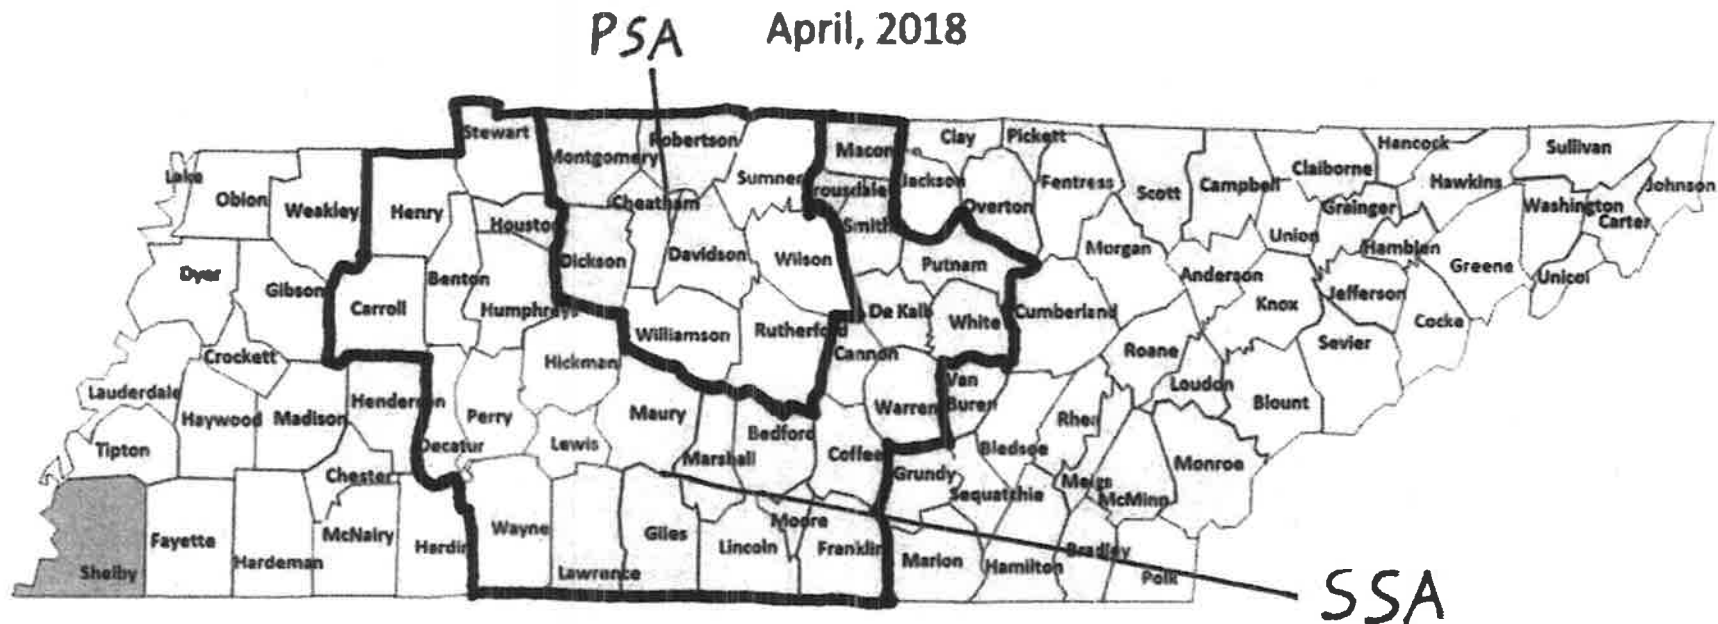 PSA April, 2018
Stewart
Montgomery
Robertson
Sumner
Macon
Clay
Pickett
Lake
Obion
Weakley
Henry
Houston
Cheatham
Trousdale
Jackson
Overton
Fentress
Scott
Campbell
Claiborne
Hancock
Hawkins
Sullivan
Johnson
Washington
Carter
Grainger
Union
Hamblen
Greene
Unicoi
Dyer
Gibson
Carroll
Benton
Humphreys
Dickson
Davidson
Wilson
Smith
Putnam
Morgan
Anderson
Knox
Jefferson
Cocke
Sevier
Crockett
Hickman
Williamson
Rutherford
De Kalb
White
Cumberland
Cannon
Roane
Loudon
Blount
Lauderdale
Haywood
Madison
Henderson
Perry
Maury
Bedford
Warren
Van
Buren
Rhea
Tipton
Decatur
Lewis
Marshall
Coffee
Bledsoe
Monroe
Chester
Grundy
Sequatchie
Meigs
McMinn
Shelby
Fayette
Hardeman
McNairy
Hardin
Wayne
Lawrence
Giles
Lincoln
Moore
Franklin
Marion
Hamilton
Bradley
Polk
SSA